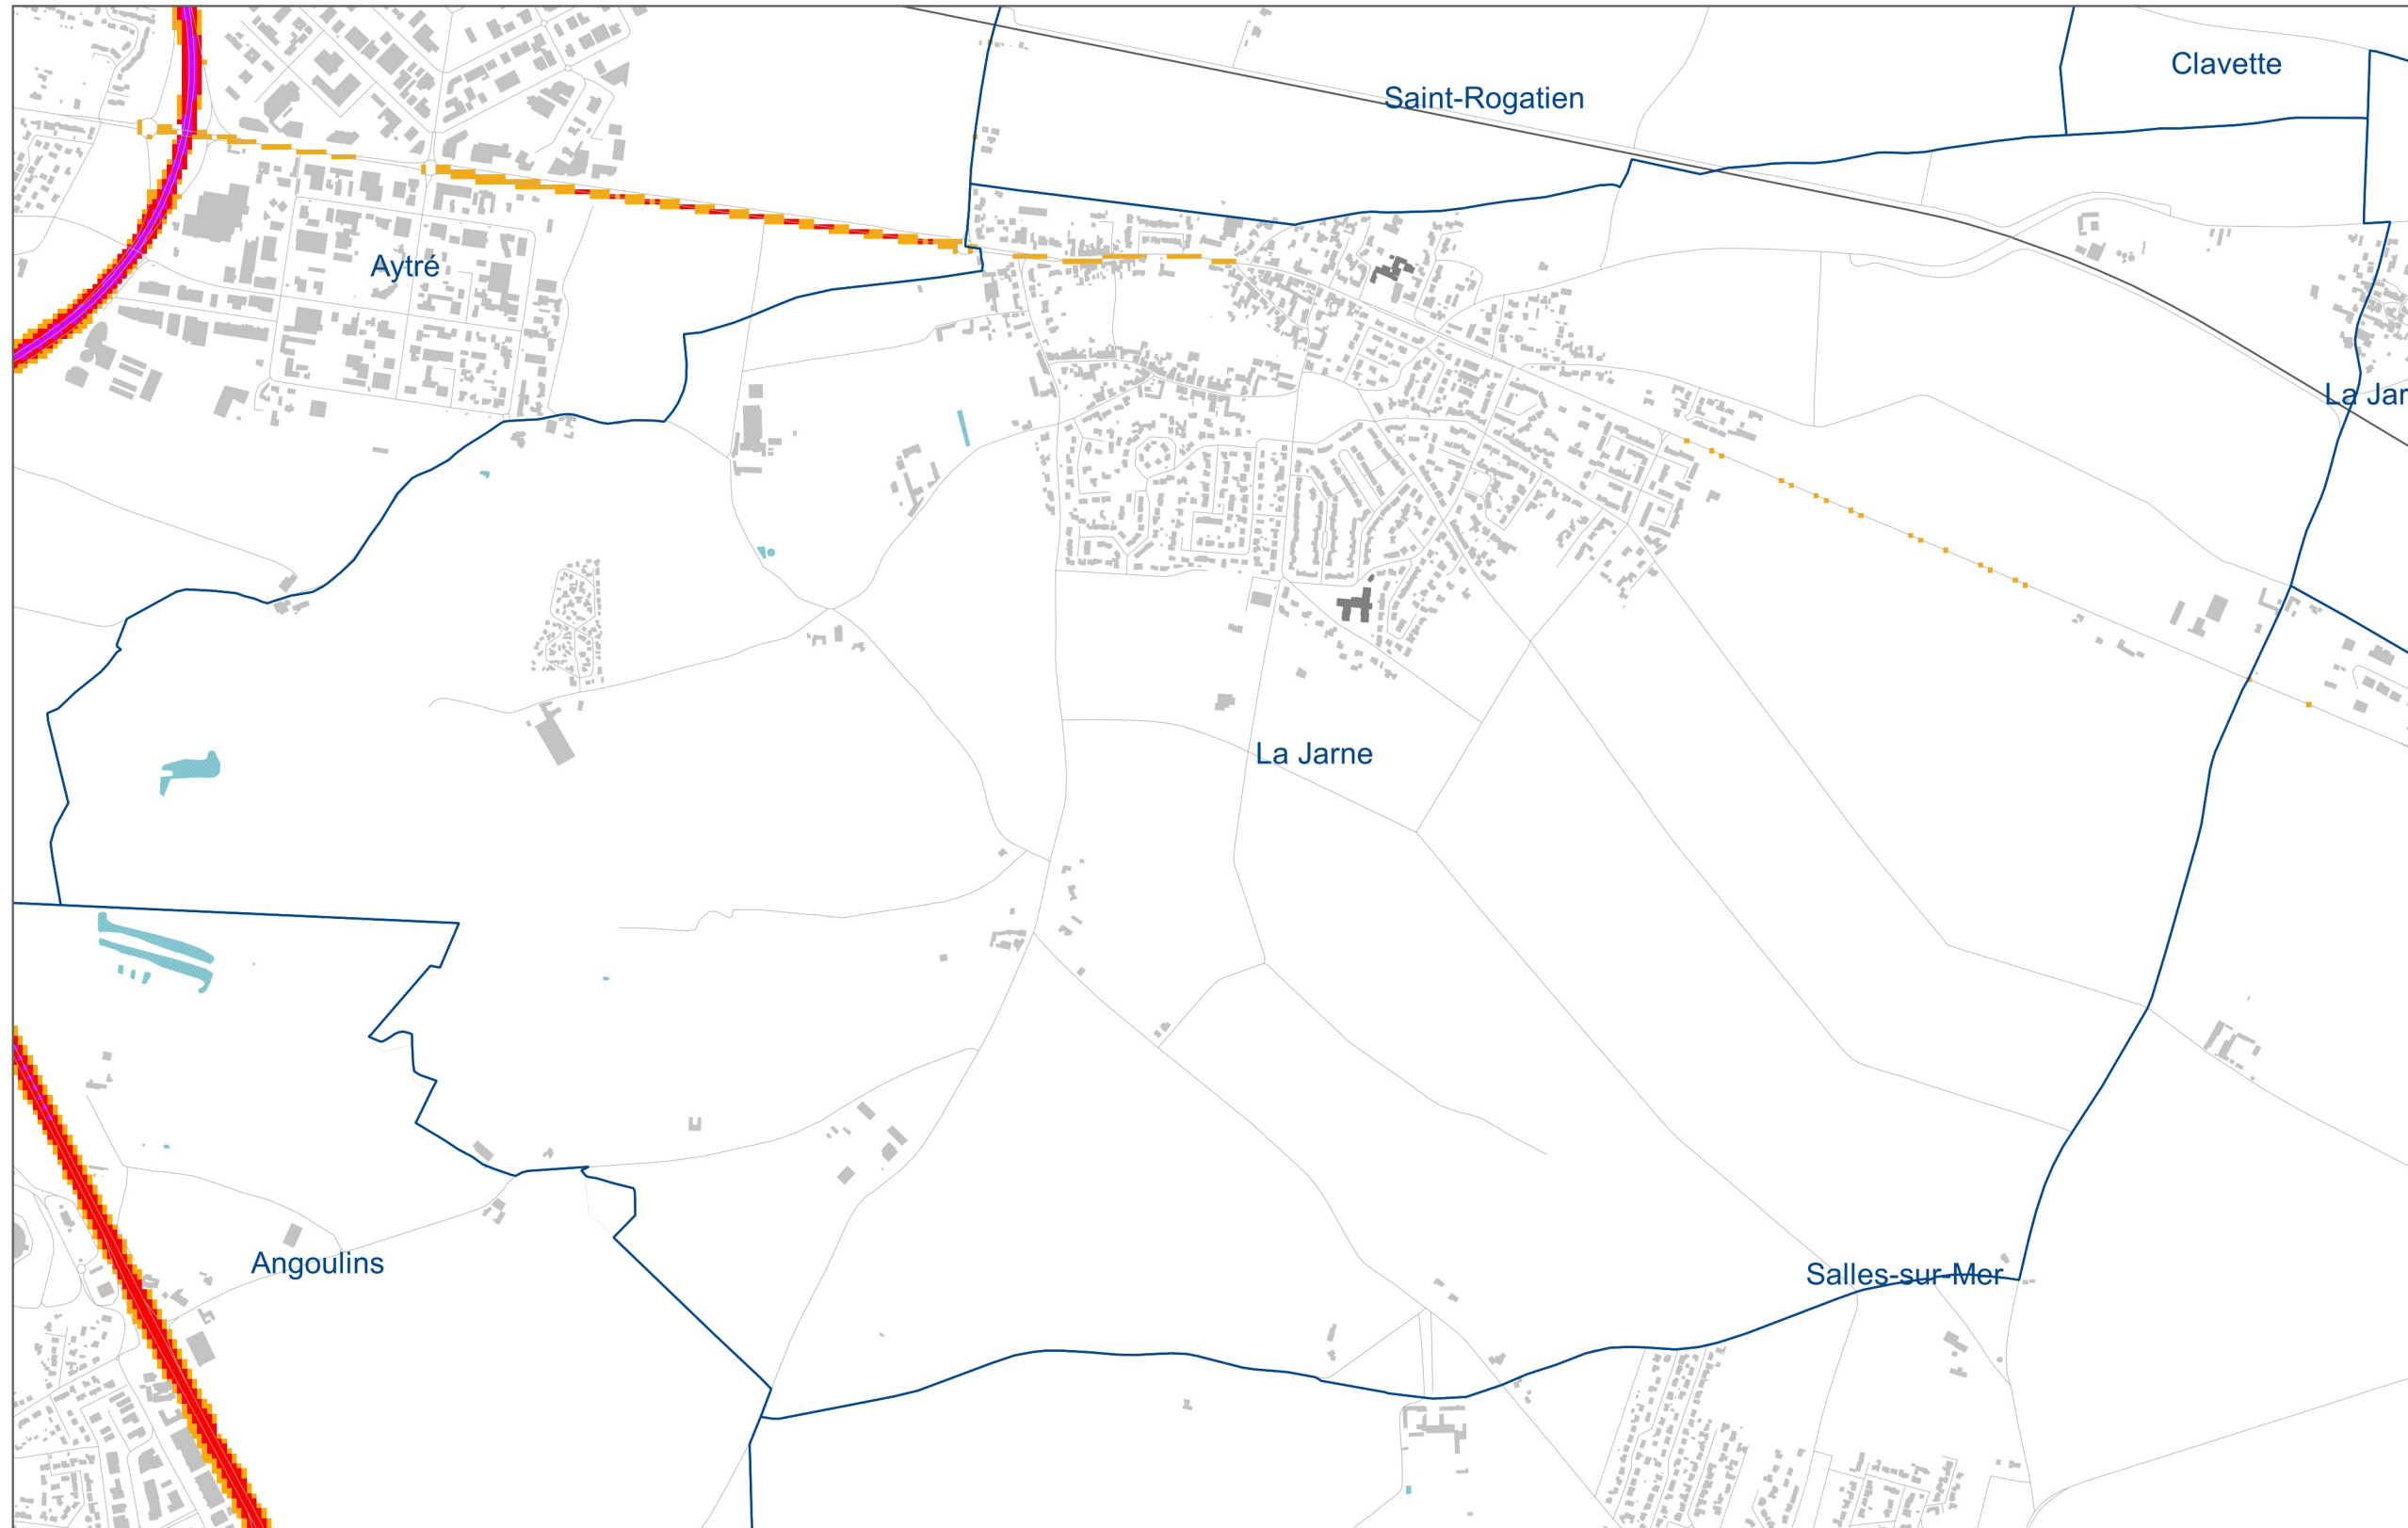 Clavette
Saint-Rogatien
Aytré
La Jar
La Jarne
Angoulins
Salles-sur-Mer